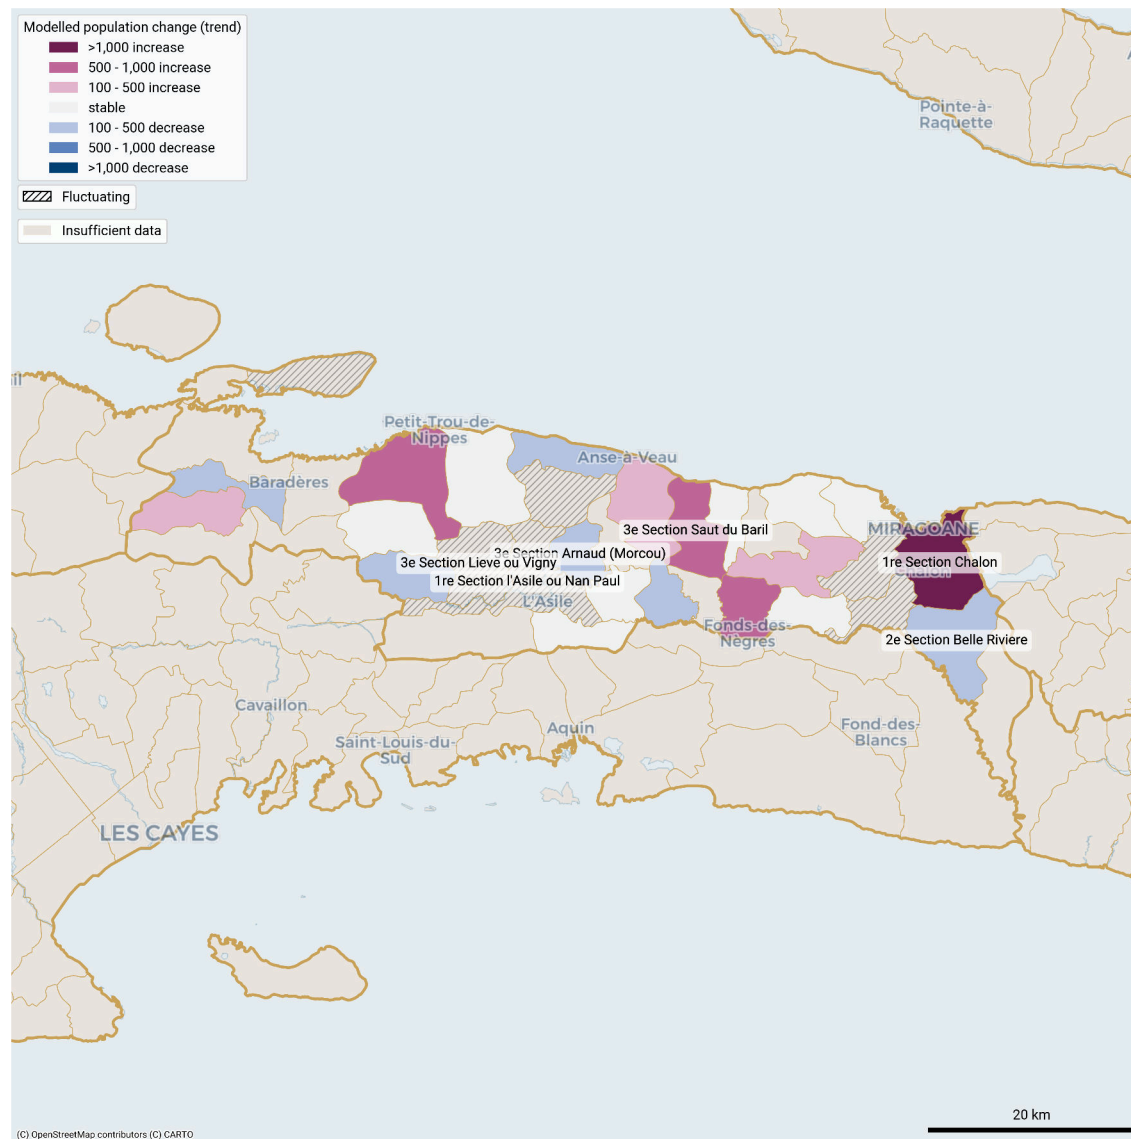 Modelled population change (trend)
>1,000 increase
500 - 1,000 increase
100 - 500 increase
stable
100 - 500 decrease
500 - 1,000 decrease
>1,000 decrease
Fluctuating
Insufficient data
Pointe-à-
Raquette
Petit-Trou-de-
Nippes
Anse-à-Veau
Baradères
3e Section Saut du Baril
MIRAGOANE
3e Section Arnaud (Morcou)
3e Section Lieve ou Vigny
1re Section Chalon
1re Section l'Asile ou Nan Paul
L'Asile
Fonds-des-
Nègres
2e Section Belle Riviere
Cavaillon
Saint-Louis-du-
Sud
Aquin
Fond-des-
Blancs
LES CAYES
20 km
(C) OpenStreetMap contributors (C) CARTO